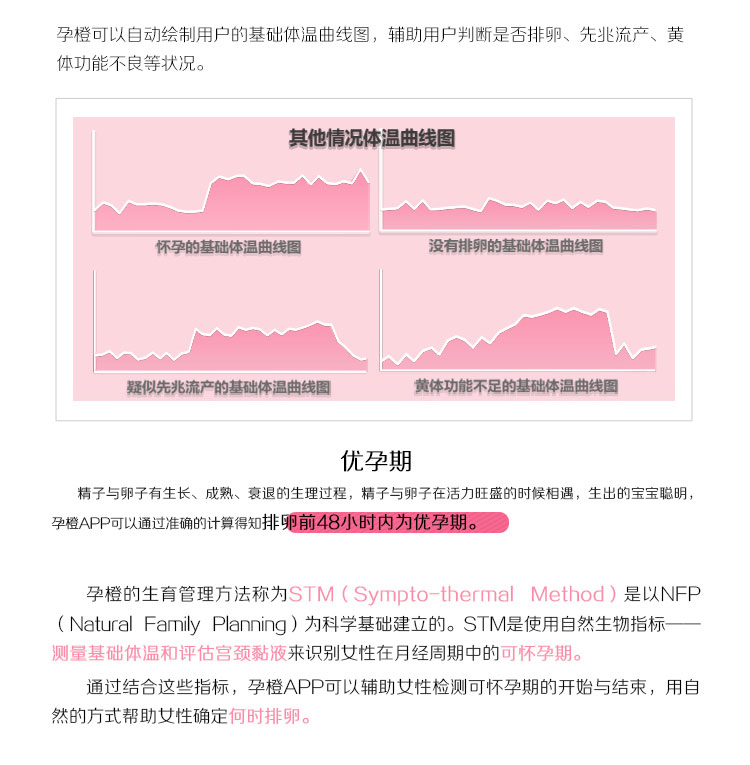 孕橙可以自动绘制用户的基础体温曲线图，辅助用户判断是否排卵、先兆流产、黄
体功能不良等状况。
其他情况体温曲线图
怀孕的基础体温曲线图
没有排卵的基础体温曲线图
疑似先兆流产的基础体温曲线图
黄体功能不足的基础体温曲线图
优孕期
精子与卵子有生长、成熟、衰退的生理过程，精子与卵子在活力旺盛的时候相遇，生出的宝宝聪明，
孕橙APP可以通过准确的计算得知排卵前48小时内为优孕期。
孕橙的生育管理方法称为STM（Sympto-thermal Method）是以NFP
（Natural Family Planning）为科学基础建立的。STM是使用自然生物指标——
测量基础体温和评估宫颈黏液来识别女性在月经周期中的可怀孕期。
通过结合这些指标，孕橙APP可以辅助女性检测可怀孕期的开始与结束，用自
然的方式帮助女性确定何时排卵。